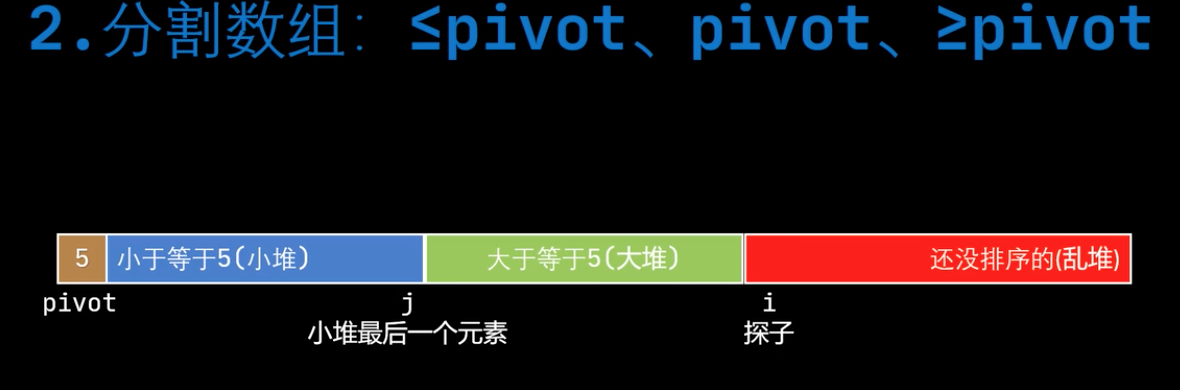 2.分割数组：≤pivot、pivot、≥pivot
5 小于等于5(小堆) 大于等于5(大堆) 还没排序的(乱堆)
pivot j i
小堆最后一个元素 探子